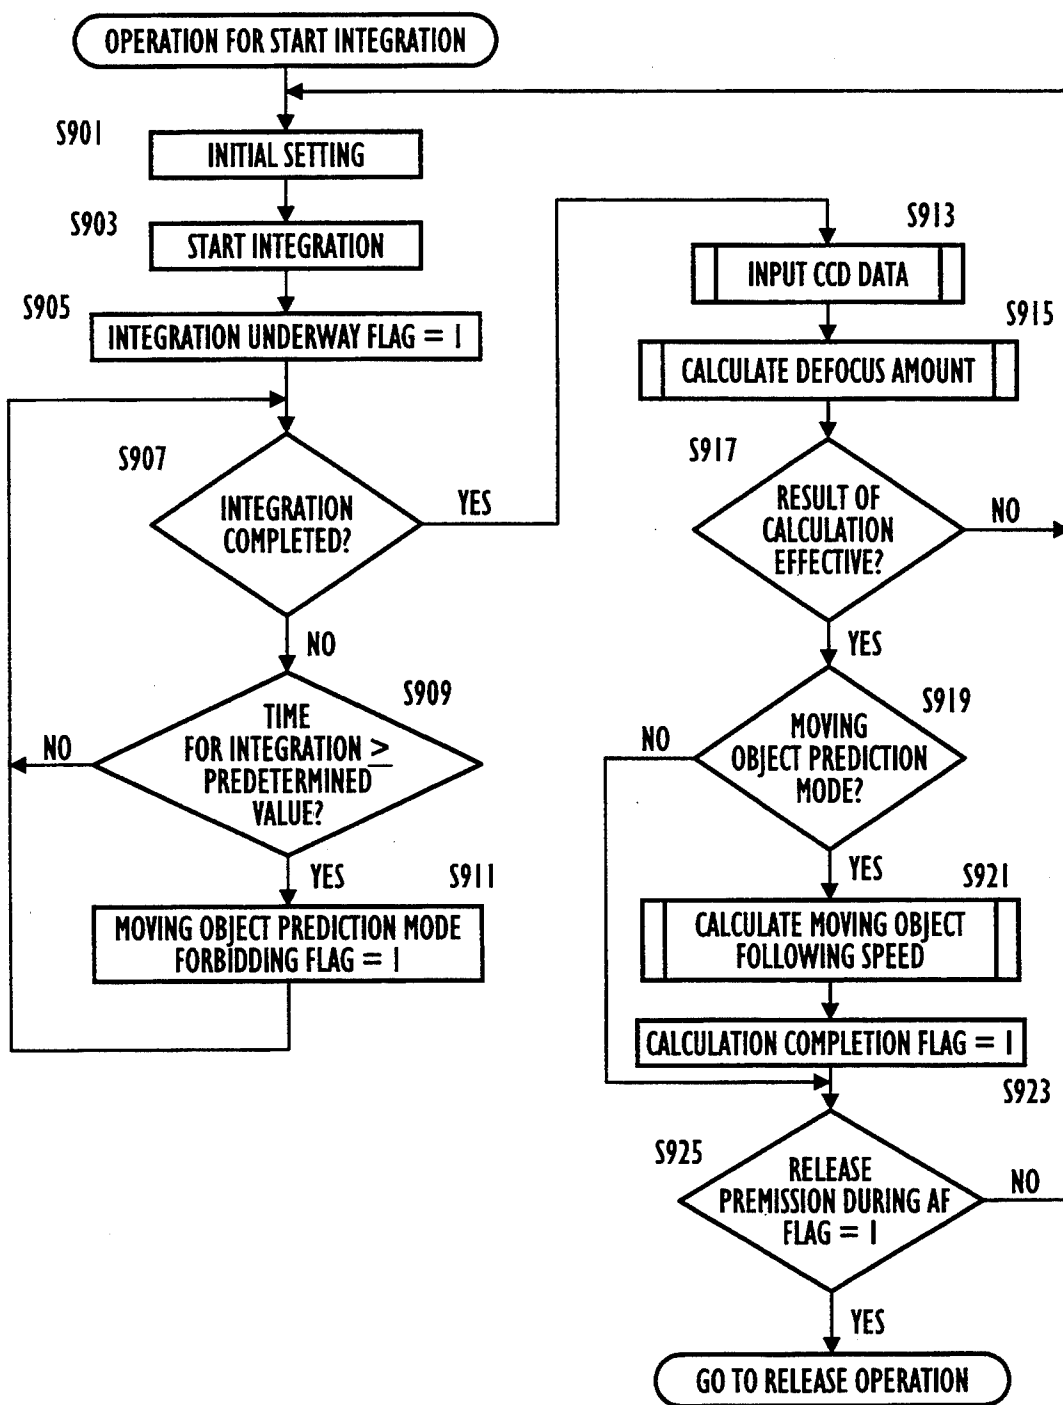 OPERATION FOR START INTEGRATION
S901
INITIAL SETTING
S903
START INTEGRATION
S905
INTEGRATION UNDERWAY FLAG = 1
S907
INTEGRATION
COMPLETED?
YES
NO
S909
TIME
FOR INTEGRATION ≥
PREDETERMINED
VALUE?
NO
YES
S911
MOVING OBJECT PREDICTION MODE
FORBIDDING FLAG = 1
S913
INPUT CCD DATA
S915
CALCULATE DEFOCUS AMOUNT
S917
RESULT OF
CALCULATION
EFFECTIVE?
NO
YES
S919
MOVING
OBJECT PREDICTION
MODE?
NO
YES
S921
CALCULATE MOVING OBJECT
FOLLOWING SPEED
CALCULATION COMPLETION FLAG = 1
S923
S925
RELEASE
PREMISSION DURING AF
FLAG = 1
NO
YES
GO TO RELEASE OPERATION